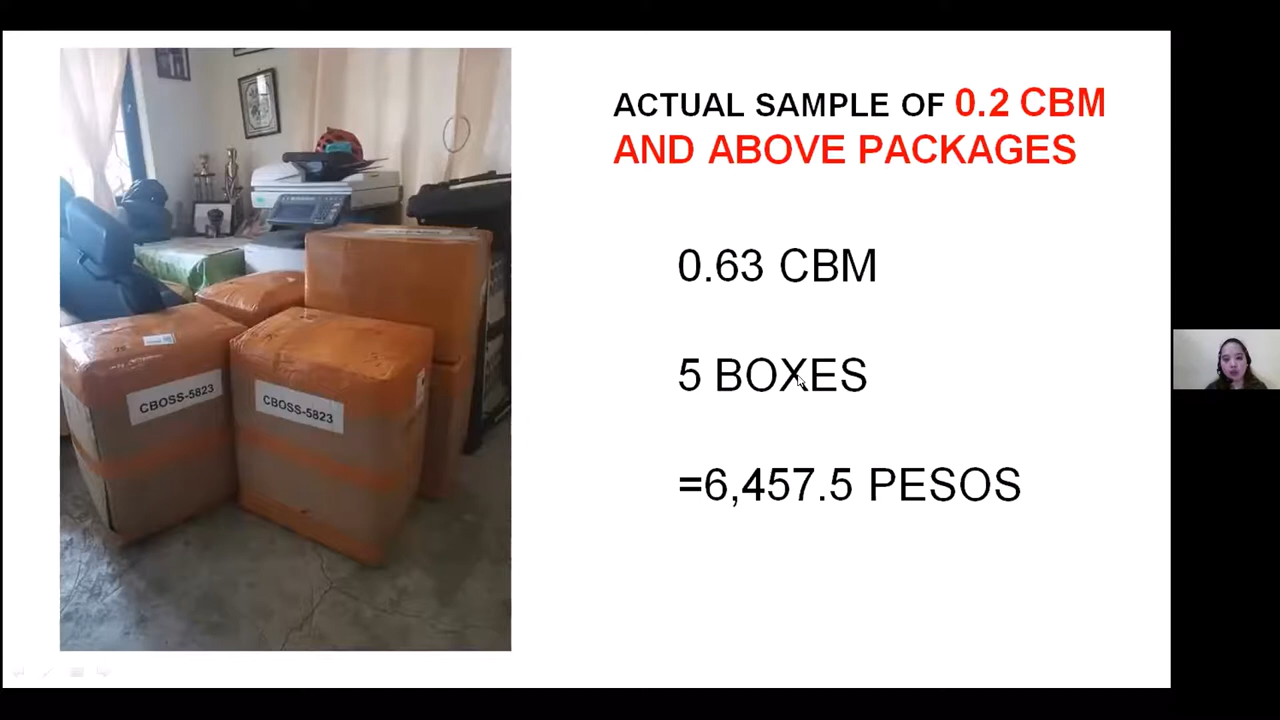 ACTUAL SAMPLE OF 0.2 CBM
AND ABOVE PACKAGES
0.63 CBM
5 BOXES
=6,457.5 PESOS
CBOSS-5823
CBOSS-5823